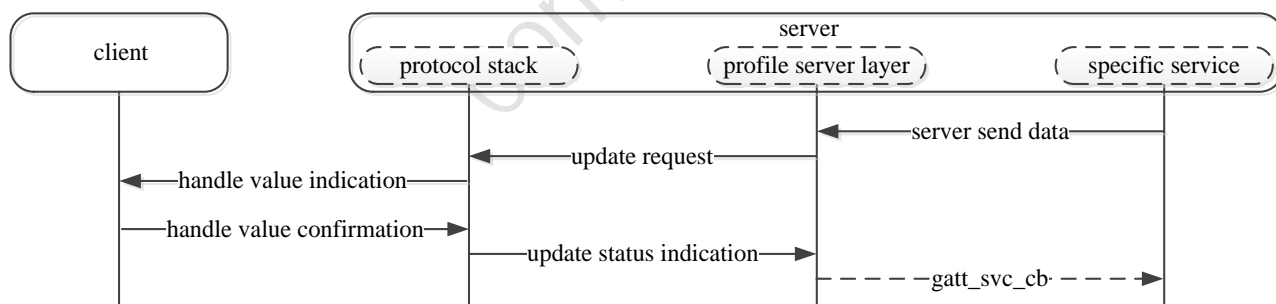 server
client
protocol stack
profile server layer
specific service
server send data
update request
handle value indication
handle value confirmation
update status indication
gatt_svc_cb